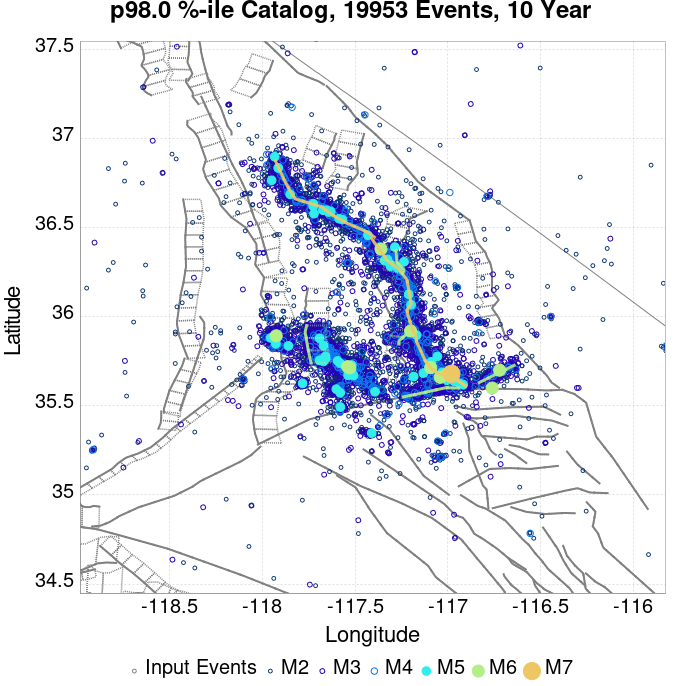 p98.0 %-ile Catalog, 19953 Events, 10 Year
37.5
37
36.5
36
35.5
35
34.5
Latitude
-118.5 -118 -117.5 -117 -116.5 -116
Longitude
Input Events M2 M3 M4 M5 M6 M7